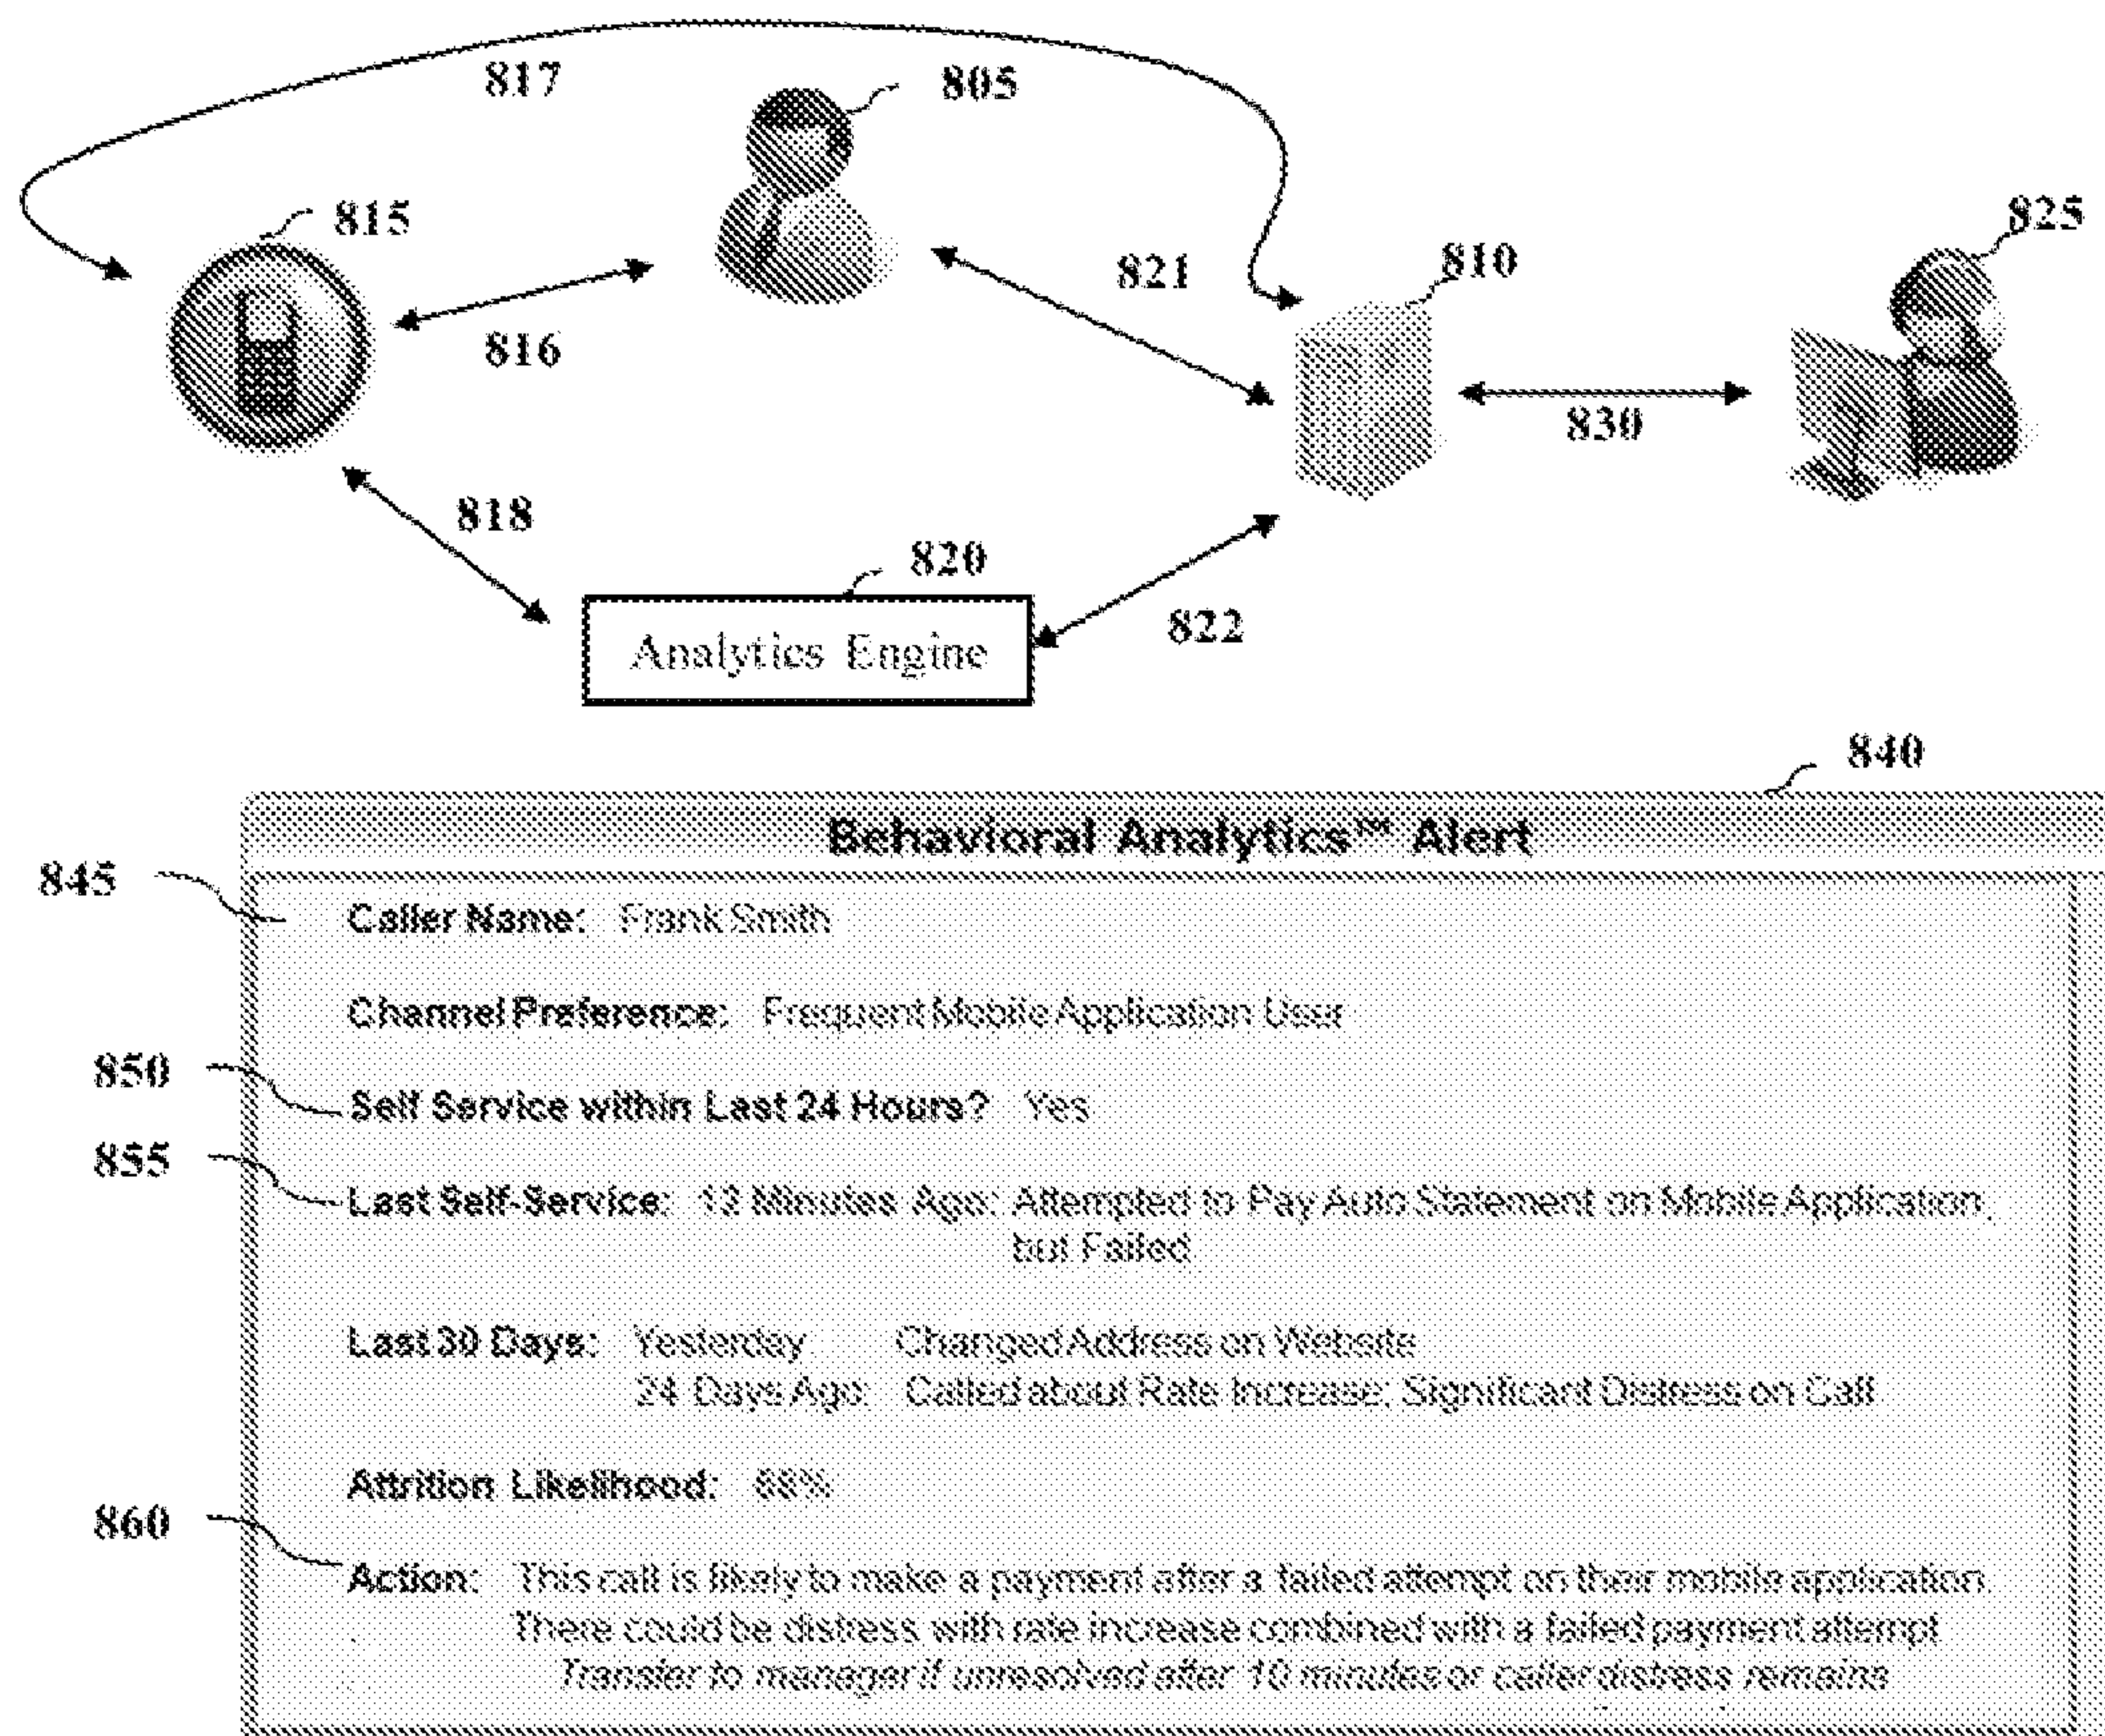 817
805
815
825
821
810
816
830
818
820
822
Analytics Engine
840
Behavioral Analytics™ Alert
845
Caller Name: Frank Smith
Channel Preference: Frequent Mobile Application User
850
Self Service within Last 24 Hours? Yes
855
Last Self-Service: Minutes Ago: Attempted to Pay Auto Statement on Mobile Application,
but Failed
Last 30 Days: Yesterday Changed Address on Website
24 Days Ago: Called about Rate Increase; Significant Distress on Call
Attrition Likelihood:
860
Action: This call is likely to make a payment after a failed attempt on their mobile application
There could be distress with rate increase combined with a failed payment attempt
Transfer to manager if unresolved after 10 minutes or caller distress remains